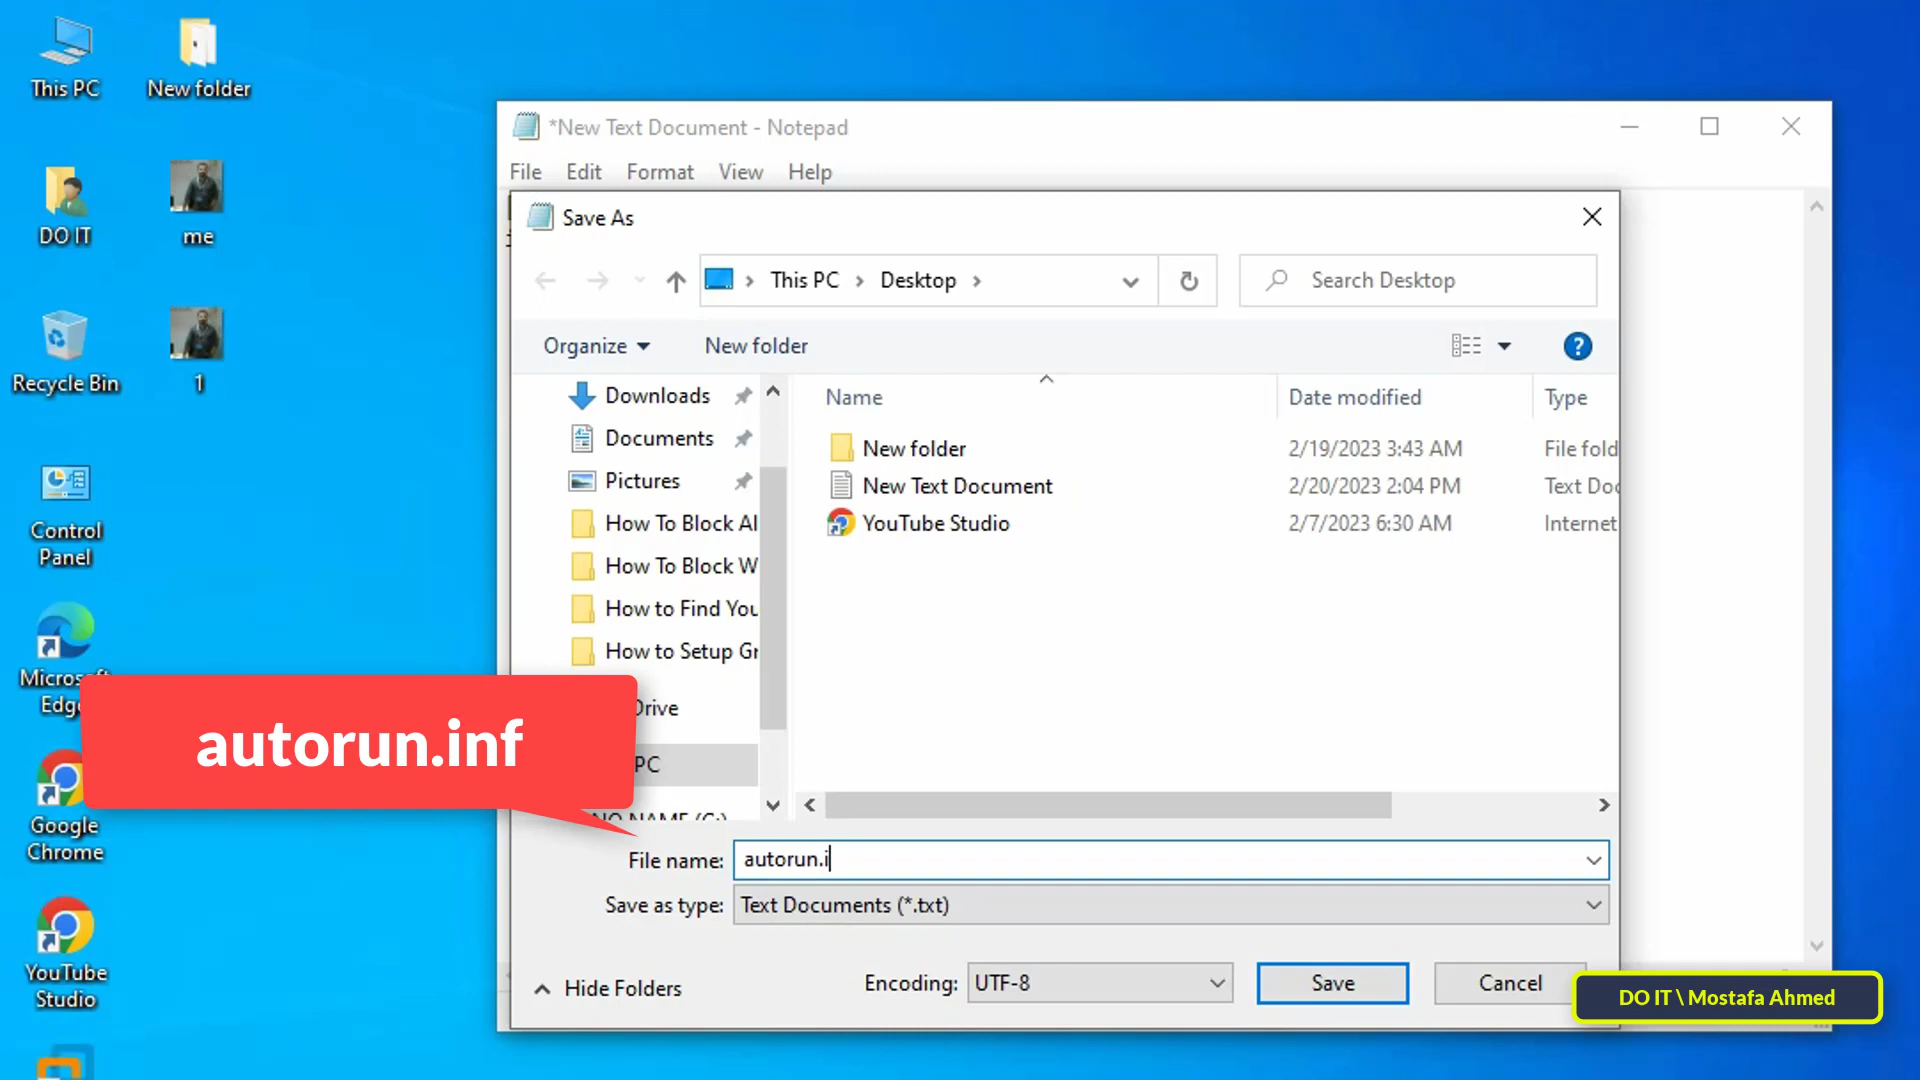 This PC
New folder
DO IT
me
Recycle Bin
1
Control
Panel
Microsoft
Edge
Google
Chrome
YouTube
Studio
*New Text Document - Notepad
File Edit Format View Help
Save As
This PC > Desktop >
Search Desktop
Organize New folder
?
Downloads
Documents
Pictures
How To Block Al
How To Block W
How to Find You
How to Setup Gr
Drive
PC
NO NAME (G:)
Name Date modified Type
New folder 2/19/2023 3:43 AM File fold
New Text Document 2/20/2023 2:04 PM Text Doc
YouTube Studio 2/7/2023 6:30 AM Internet
autorun.inf
File name: autorun.i
Save as type: Text Documents (*.txt)
Hide Folders
Encoding: UTF-8
Save
Cancel
DO IT \ Mostafa Ahmed